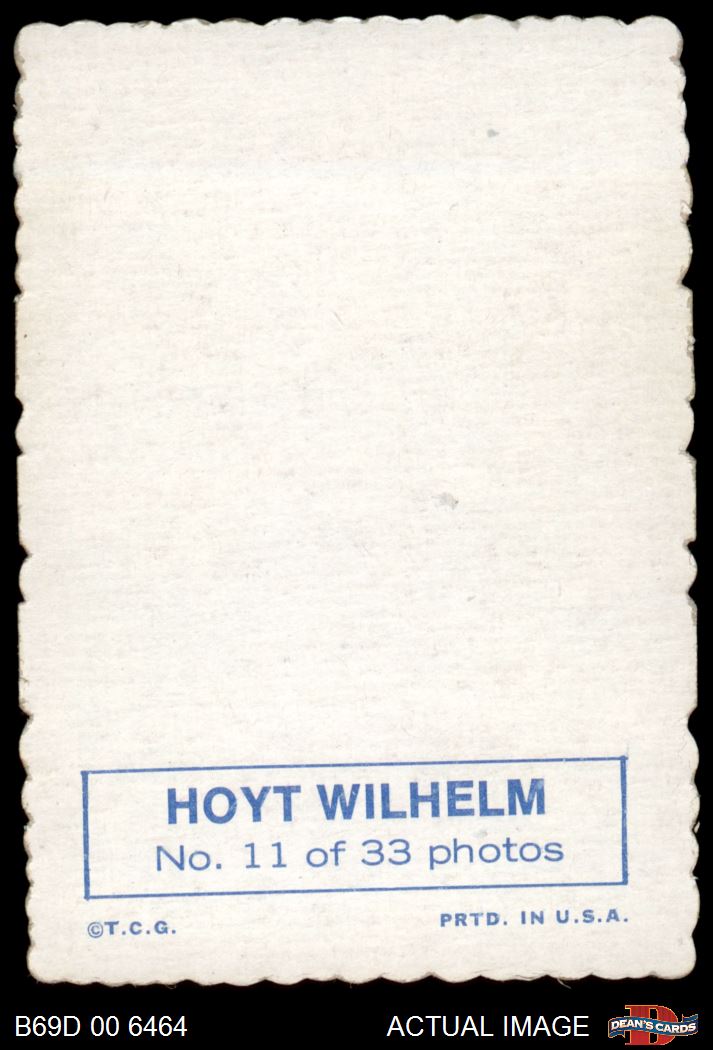 HOYT WILHELM
No. 11 of 33 photos
©T.C.G. PRTD. IN U.S.A.
B69D 00 6464 ACTUAL IMAGE DEAN'S CARDS